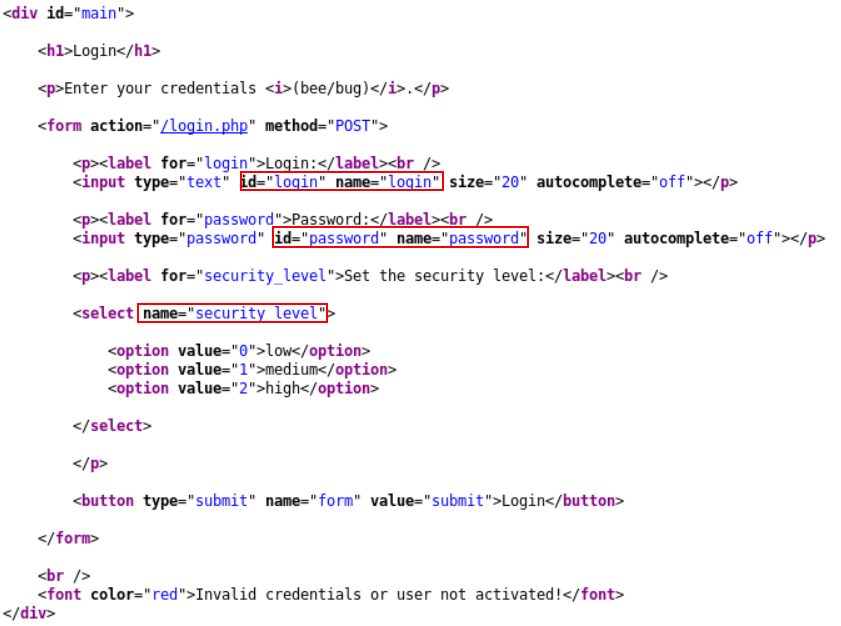 <div id="main">
<h1>Login</h1>
<p>Enter your credentials <i>(bee/bug)</i>.</p>
<form action="/login.php" method="POST">
<p><label for="login">Login:</label><br />
<input type="text" id="login" name="login" size="20" autocomplete="off"></p>
<p><label for="password">Password:</label><br />
<input type="password" id="password" name="password" size="20" autocomplete="off"></p>
<p><label for="security_level">Set the security level:</label><br />
<select name="security_level">
<option value="0">low</option>
<option value="1">medium</option>
<option value="2">high</option>
</select>
</p>
<button type="submit" name="form" value="submit">Login</button>
</form>
<br />
<font color="red">Invalid credentials or user not activated!</font>
</div>